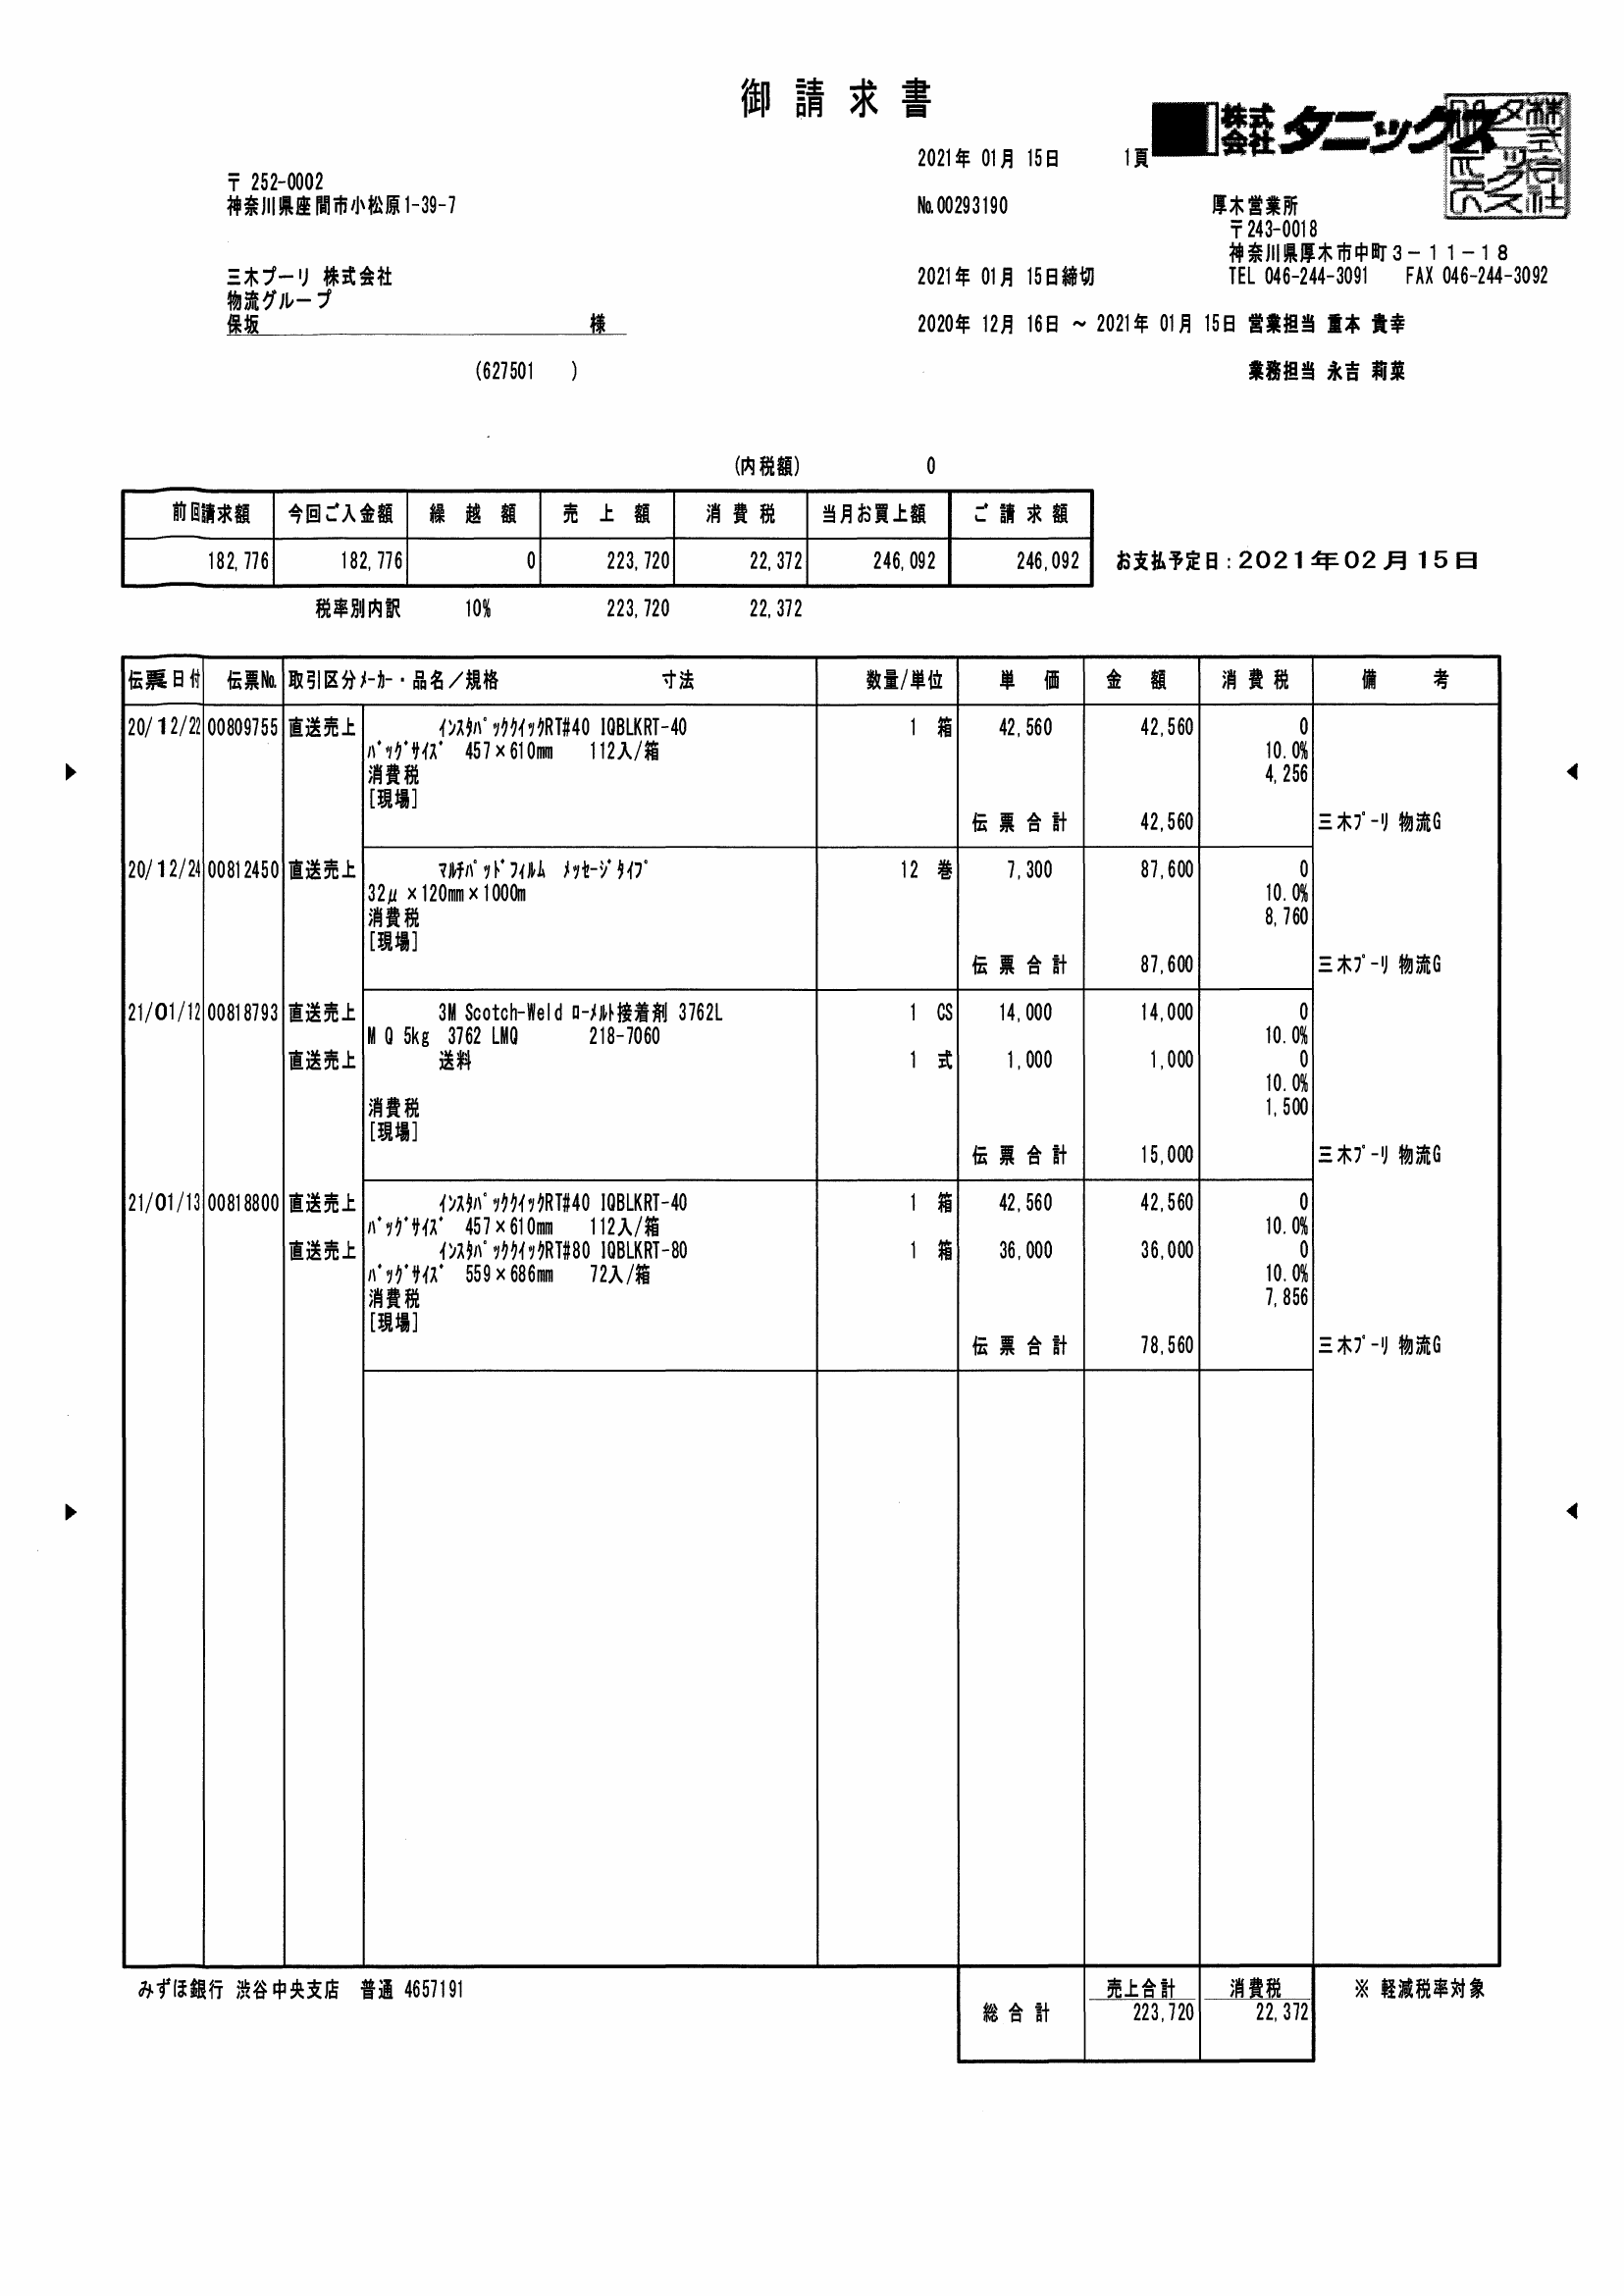 御請求書
株式会社 タニックス
2021年 01月 15日 1頁
〒 252-0002
神奈川県座間市小松原1-39-7
No.00293190
厚木営業所
〒243-0018
神奈川県厚木市中町３－１１－１８
三木プーリ 株式会社
2021年 01月 15日締切
TEL 046-244-3091 FAX 046-244-3092
物流グループ
保坂 様
2020年 12月 16日 ～ 2021年 01月 15日 営業担当 重本 貴幸
(627501 )
業務担当 永吉 莉菜
(内税額) 0
前回請求額 今回ご入金額 繰越額 売上額 消費税 当月お買上額 ご請求額
182,776 182,776 0 223,720 22,372 246,092 246,092 お支払予定日：2021年02月15日
税率別内訳 10% 223,720 22,372
伝票日付 伝票No. 取引区分 ﾒｰｶｰ・品名／規格 寸法 数量/単位 単価 金額 消費税 備考
20/12/22 00809755 直送売上 ｲﾝｽﾀﾊﾟｯｸｸｲｯｸRT#40 IQBLKRT-40 1 箱 42,560 42,560 0
ﾊﾞｯｸﾞｻｲｽﾞ 457×610mm 112入/箱 10.0%
消費税 4,256
[現場]
伝票合計 42,560 三木ﾌﾟｰﾘ 物流G
20/12/24 00812450 直送売上 ﾏﾙﾁﾊﾟｯﾄﾞﾌｨﾙﾑ ﾒｯｾｰｼﾞﾀｲﾌﾟ 12 巻 7,300 87,600 0
32μ×120mm×1000m 10.0%
消費税 8,760
[現場]
伝票合計 87,600 三木ﾌﾟｰﾘ 物流G
21/01/12 00818793 直送売上 3M Scotch-Weld ﾛｰﾒﾙﾄ接着剤 3762L 1 CS 14,000 14,000 0
M Q 5kg 3762 LMQ 218-7060 10.0%
直送売上 送料 1 式 1,000 1,000 0
10.0%
消費税 1,500
[現場]
伝票合計 15,000 三木ﾌﾟｰﾘ 物流G
21/01/13 00818800 直送売上 ｲﾝｽﾀﾊﾟｯｸｸｲｯｸRT#40 IQBLKRT-40 1 箱 42,560 42,560 0
ﾊﾞｯｸﾞｻｲｽﾞ 457×610mm 112入/箱 10.0%
直送売上 ｲﾝｽﾀﾊﾟｯｸｸｲｯｸRT#80 IQBLKRT-80 1 箱 36,000 36,000 0
ﾊﾞｯｸﾞｻｲｽﾞ 559×686mm 72入/箱 10.0%
消費税 7,856
[現場]
伝票合計 78,560 三木ﾌﾟｰﾘ 物流G
みずほ銀行 渋谷中央支店 普通 4657191 売上合計 消費税 ※ 軽減税率対象
総合計 223,720 22,372